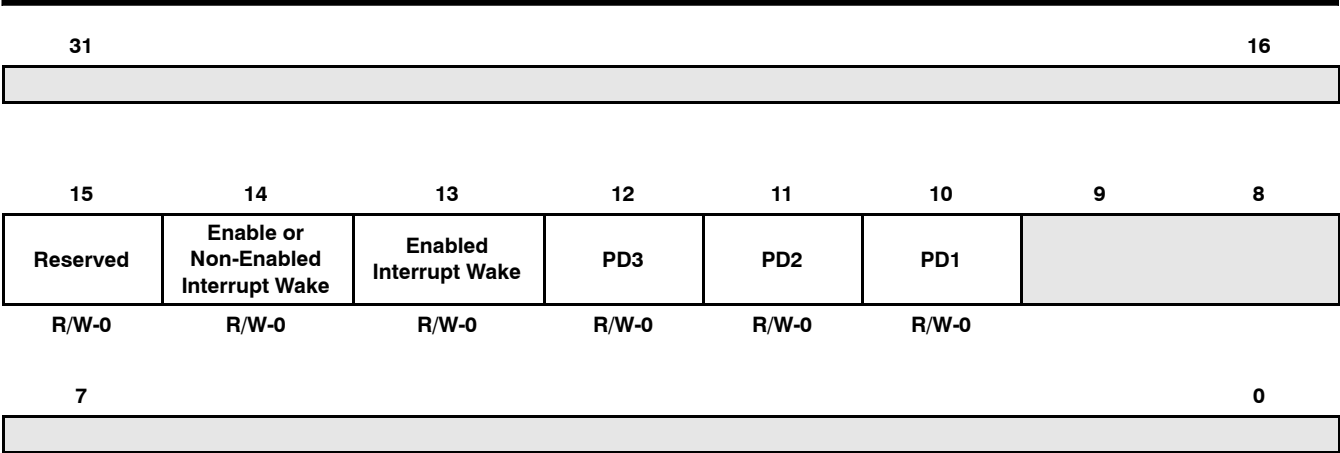 31 16
15 14 13 12 11 10 9 8
Reserved
Enable or
Non-Enabled
Interrupt Wake
Enabled
Interrupt Wake
PD3
PD2
PD1
R/W-0 R/W-0 R/W-0 R/W-0 R/W-0 R/W-0
7 0